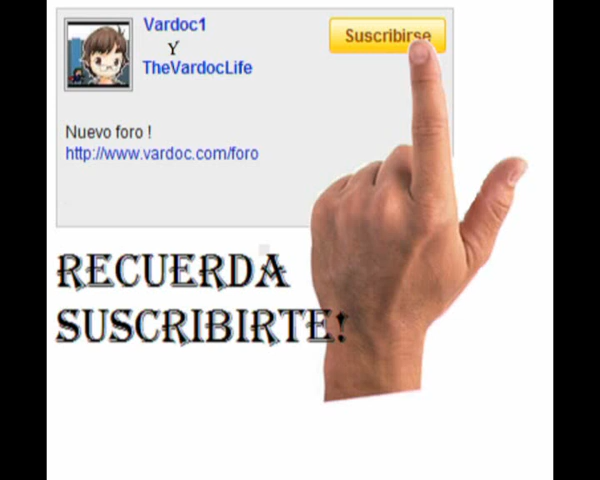 Vardoc1
Suscribirse
Y
TheVardocLife
Nuevo foro !
http://www.vardoc.com/foro
RECUERDA
SUSCRIBIRTE!